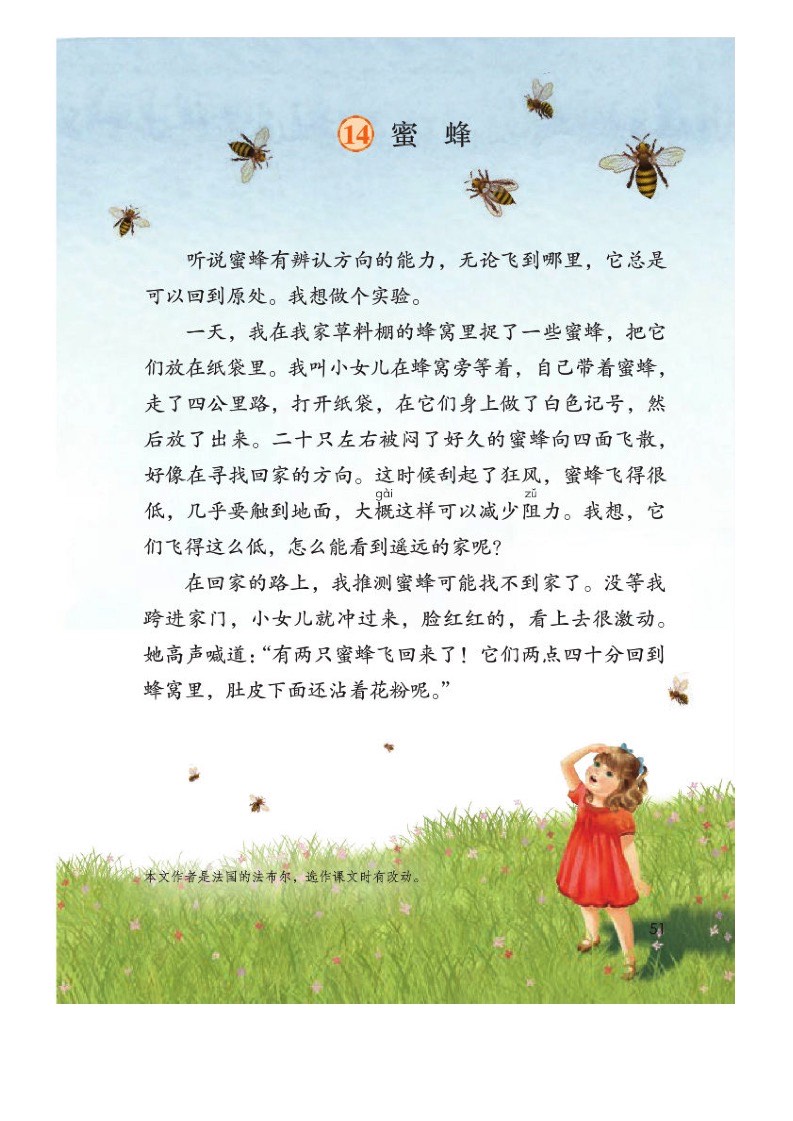 14 蜜 蜂
听说蜜蜂有辨认方向的能力，无论飞到哪里，它总是
可以回到原处。我想做个实验。
一天，我在我家草料棚的蜂窝里捉了一些蜜蜂，把它
们放在纸袋里。我叫小女儿在蜂窝旁等着，自己带着蜜蜂，
走了四公里路，打开纸袋，在它们身上做了白色记号，然
后放了出来。二十只左右被闷了好久的蜜蜂向四面飞散，
好像在寻找回家的方向。这时候刮起了狂风，蜜蜂飞得很
gài zǔ
低，几乎要触到地面，大概这样可以减少阻力。我想，它
们飞得这么低，怎么能看到遥远的家呢？
在回家的路上，我推测蜜蜂可能找不到家了。没等我
跨进家门，小女儿就冲过来，脸红红的，看上去很激动。
她高声喊道：“有两只蜜蜂飞回来了！它们两点四十分回到
蜂窝里，肚皮下面还沾着花粉呢。”
本文作者是法国的法布尔，选作课文时有改动。
51